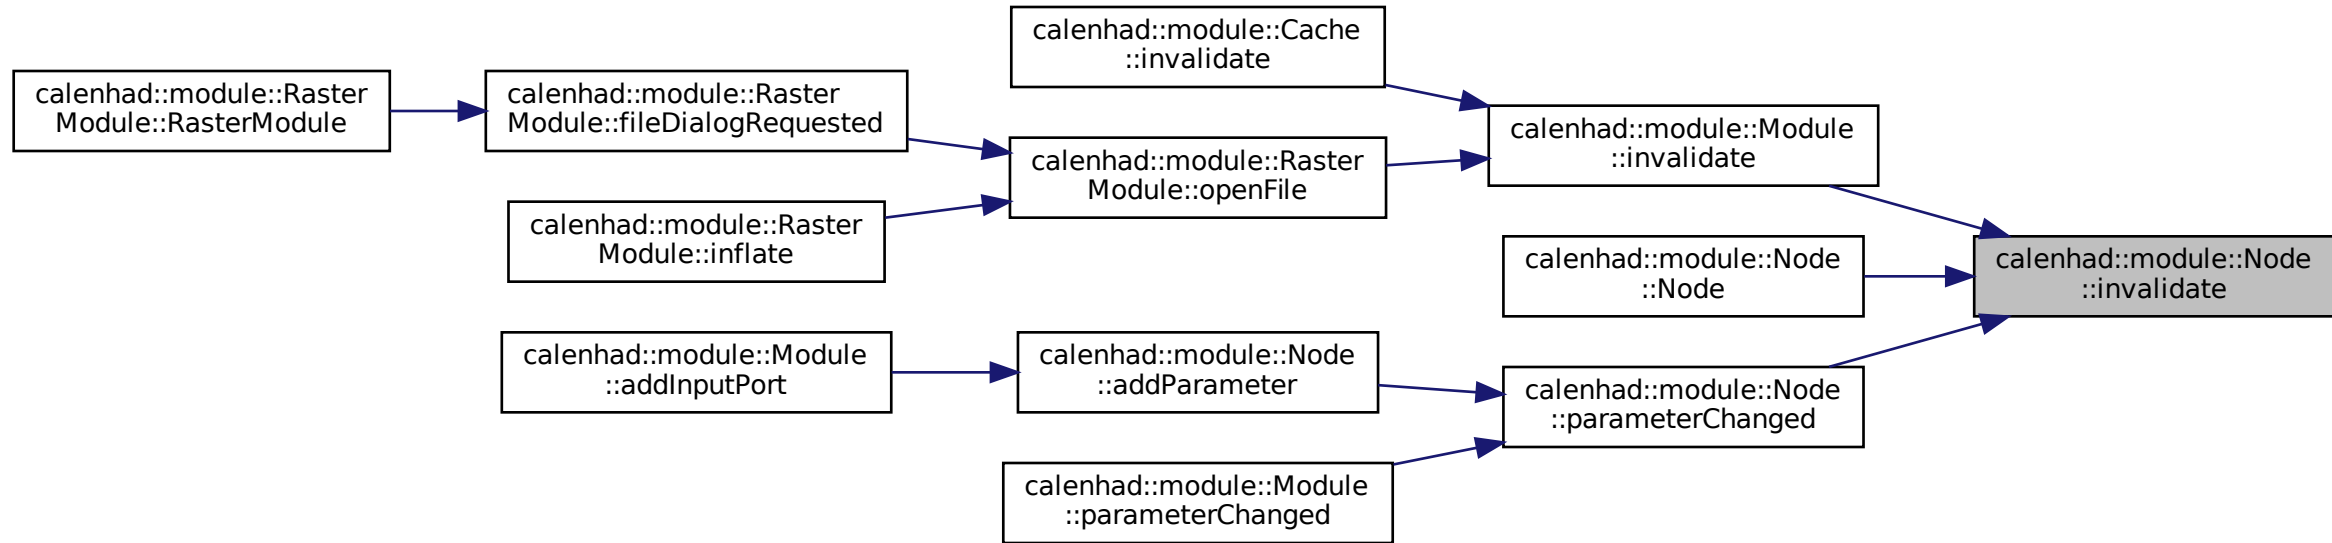 calenhad::module::Cache
::invalidate
calenhad::module::Raster
Module::RasterModule
calenhad::module::Raster
Module::fileDialogRequested
calenhad::module::Module
::invalidate
calenhad::module::Raster
Module::openFile
calenhad::module::Raster
Module::inflate
calenhad::module::Node
::Node
calenhad::module::Node
::invalidate
calenhad::module::Module
::addInputPort
calenhad::module::Node
::addParameter
calenhad::module::Node
::parameterChanged
calenhad::module::Module
::parameterChanged